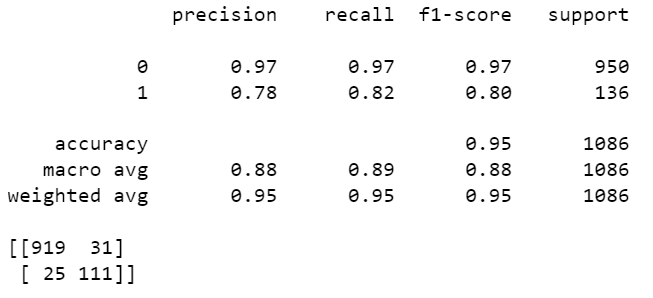 precision recall f1-score support
0 0.97 0.97 0.97 950
1 0.78 0.82 0.80 136
accuracy 0.95 1086
macro avg 0.88 0.89 0.88 1086
weighted avg 0.95 0.95 0.95 1086
[[919 31]
[ 25 111]]